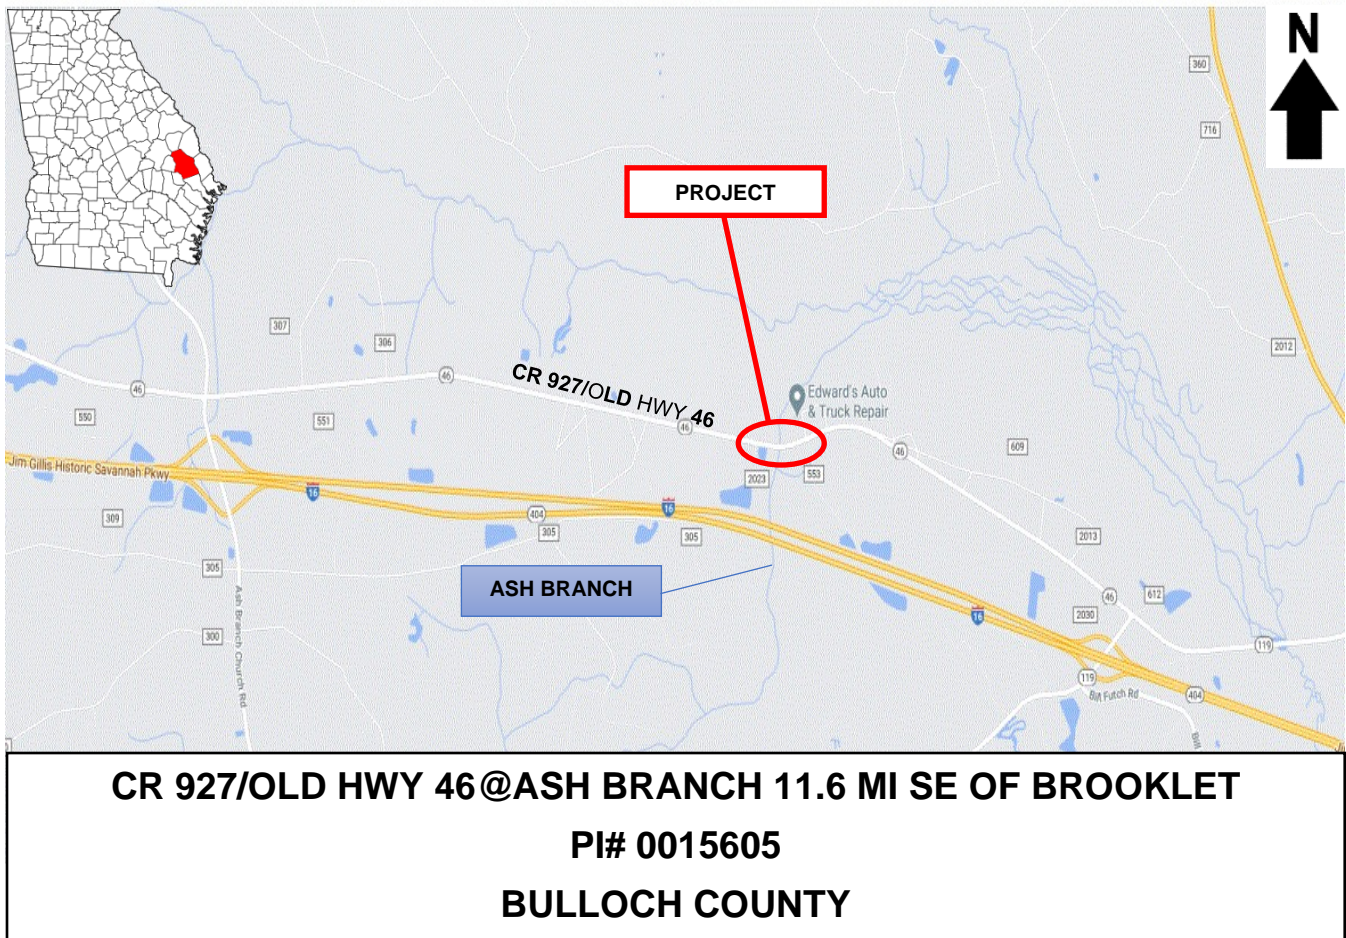 N
360
716
PROJECT
307
306
2012
46
46
CR 927/OLD HWY 46
46
Edward's Auto
& Truck Repair
550
551
46
609
Jim Gillis Historic Savannah Pkwy
2023
553
16
16
404
309
305
305
2013
305
ASH BRANCH
Ash Branch Church Rd
300
16
46
612
2030
119
119
Bill Futch Rd
404
Bill
CR 927/OLD HWY 46@ASH BRANCH 11.6 MI SE OF BROOKLET
PI# 0015605
BULLOCH COUNTY